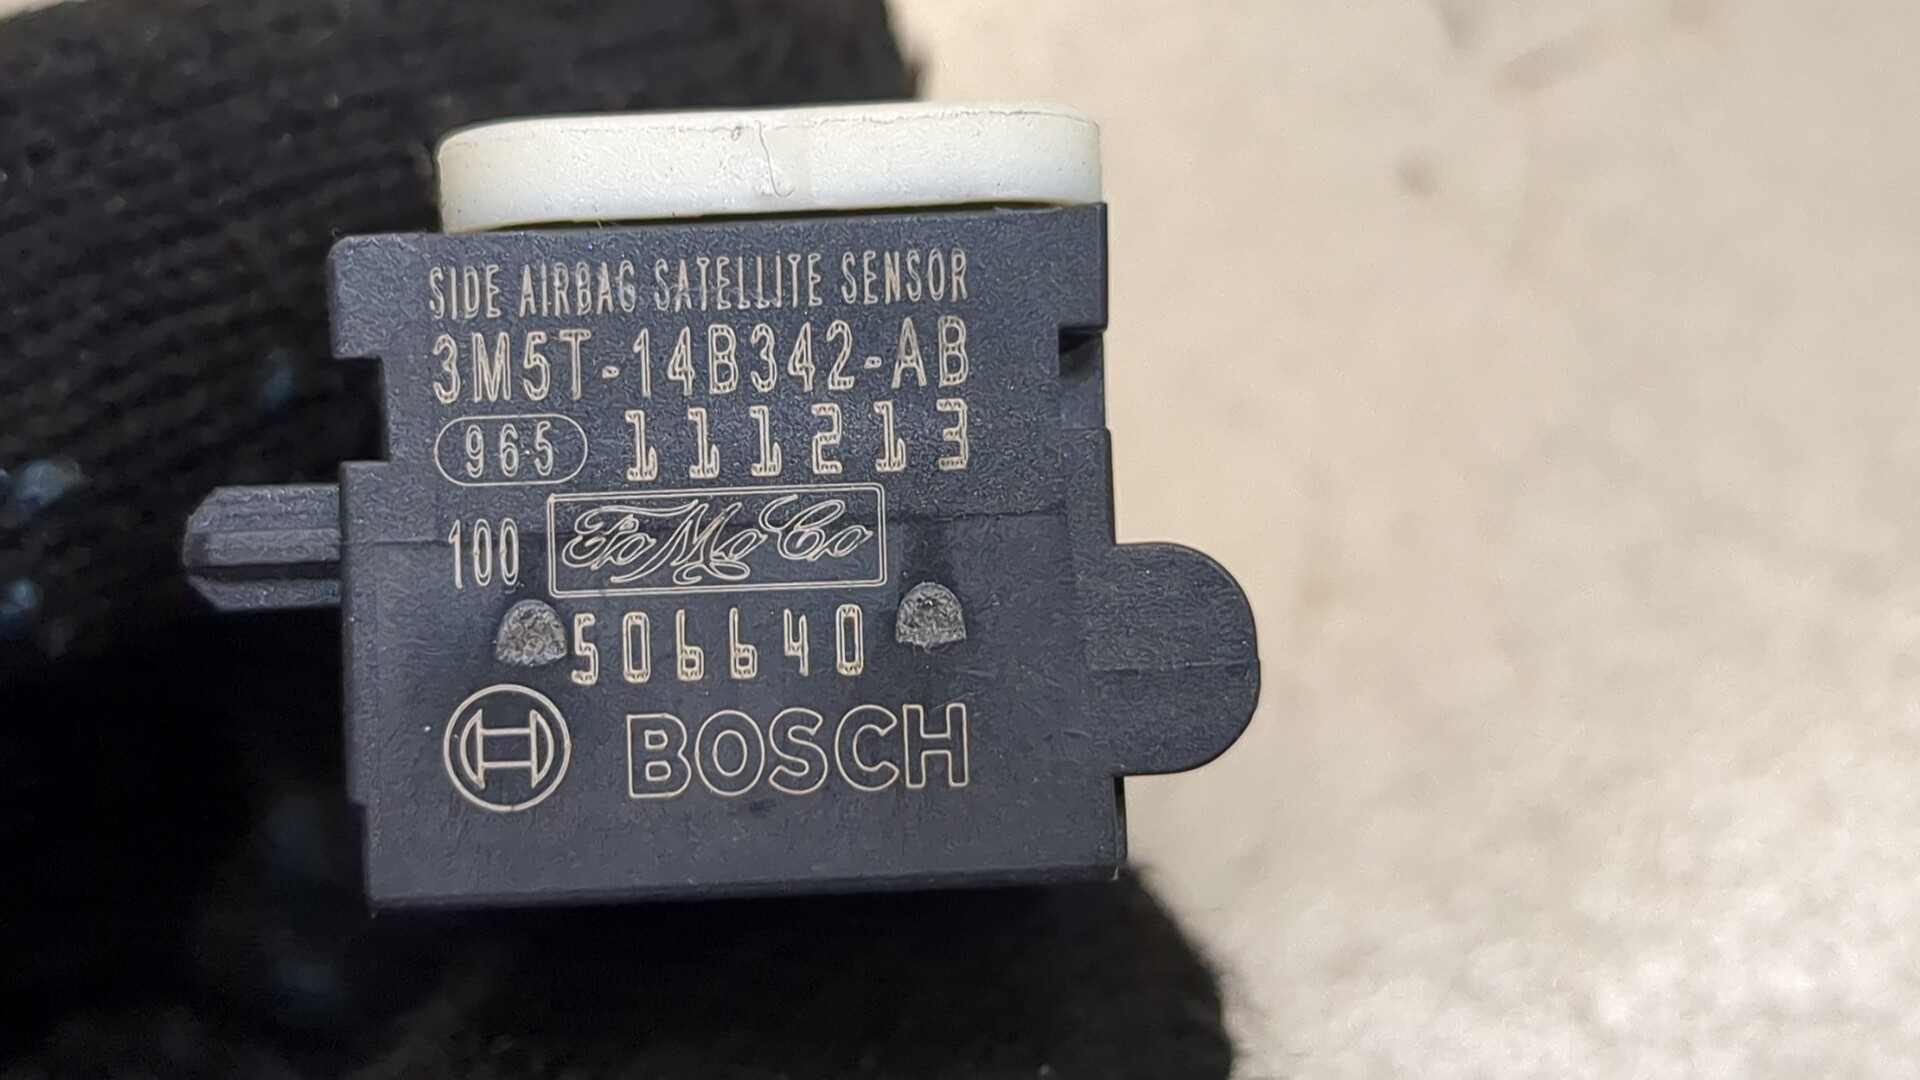 SIDE AIRBAG SATELLITE SENSOR
3M5T-14B342-AB
965 111213
100 FoMoCo
506640
BOSCH